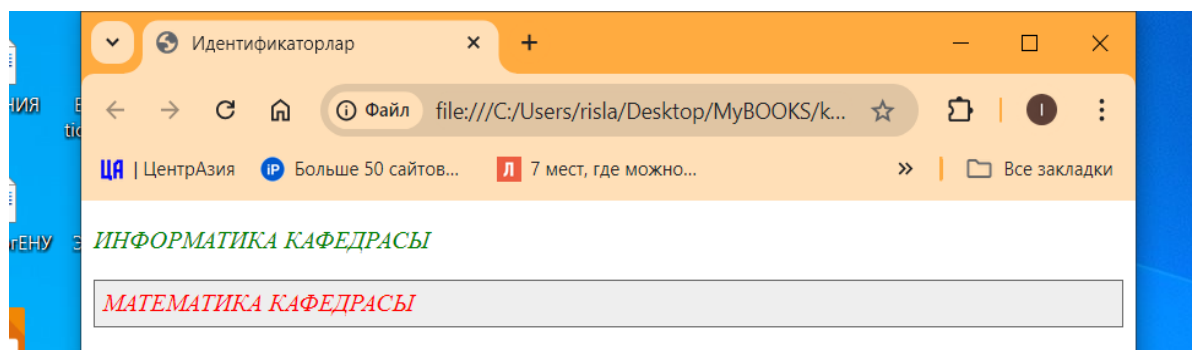 Идентификаторлар
Файл file:///C:/Users/risla/Desktop/MyBOOKS/k...
I
ЦА | ЦентрАзия iP Больше 50 сайтов... Л 7 мест, где можно... » Все закладки
ИНФОРМАТИКА КАФЕДРАСЫ
МАТЕМАТИКА КАФЕДРАСЫ